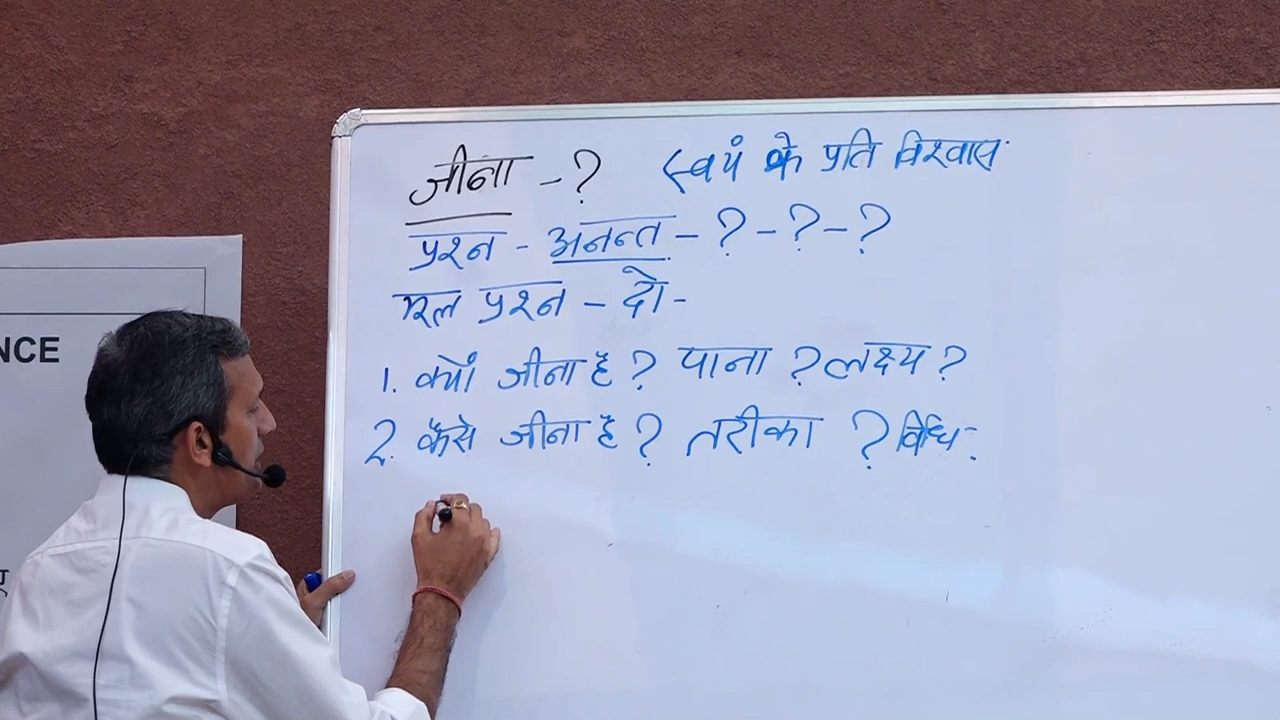 जीना - ? स्वयं के प्रति विश्वास
प्रश्न - अनन्त - ? - ? - ?
मूल प्रश्न - दो -
1. क्यों जीना है ? पाना ? लक्ष्य ?
2. कैसे जीना है ? तरीका ? विधि :
NCE